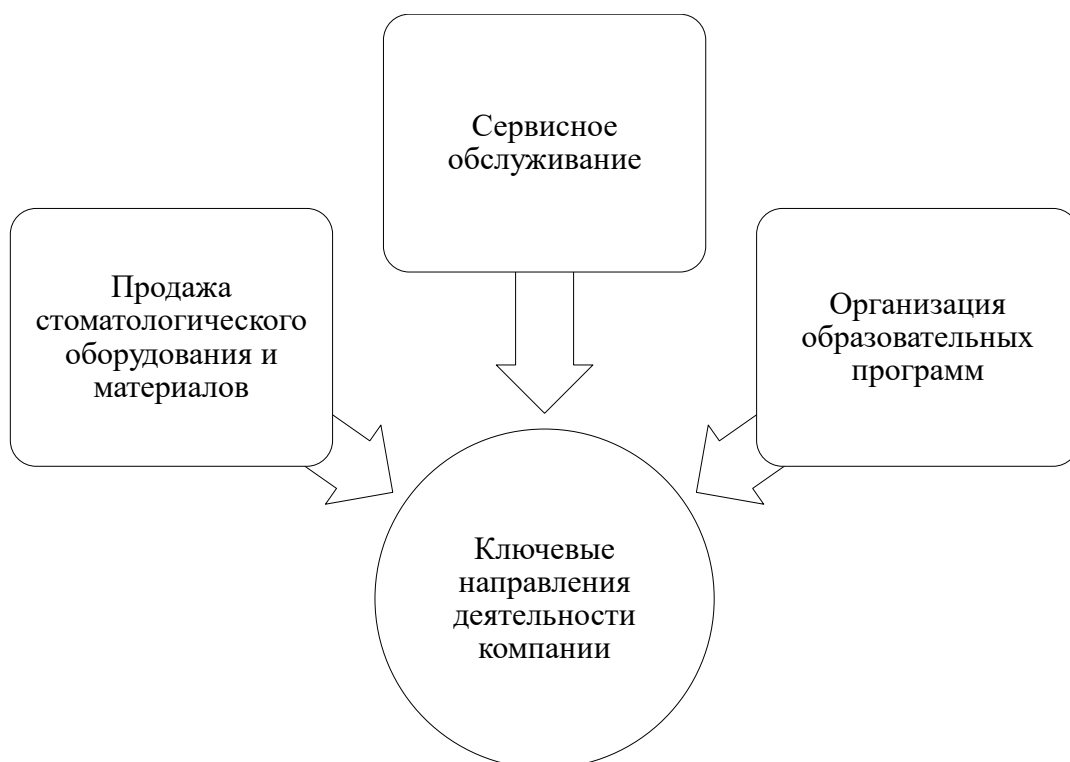 Сервисное
обслуживание
Продажа
стоматологического
оборудования и
материалов
Организация
образовательных
программ
Ключевые
направления
деятельности
компании